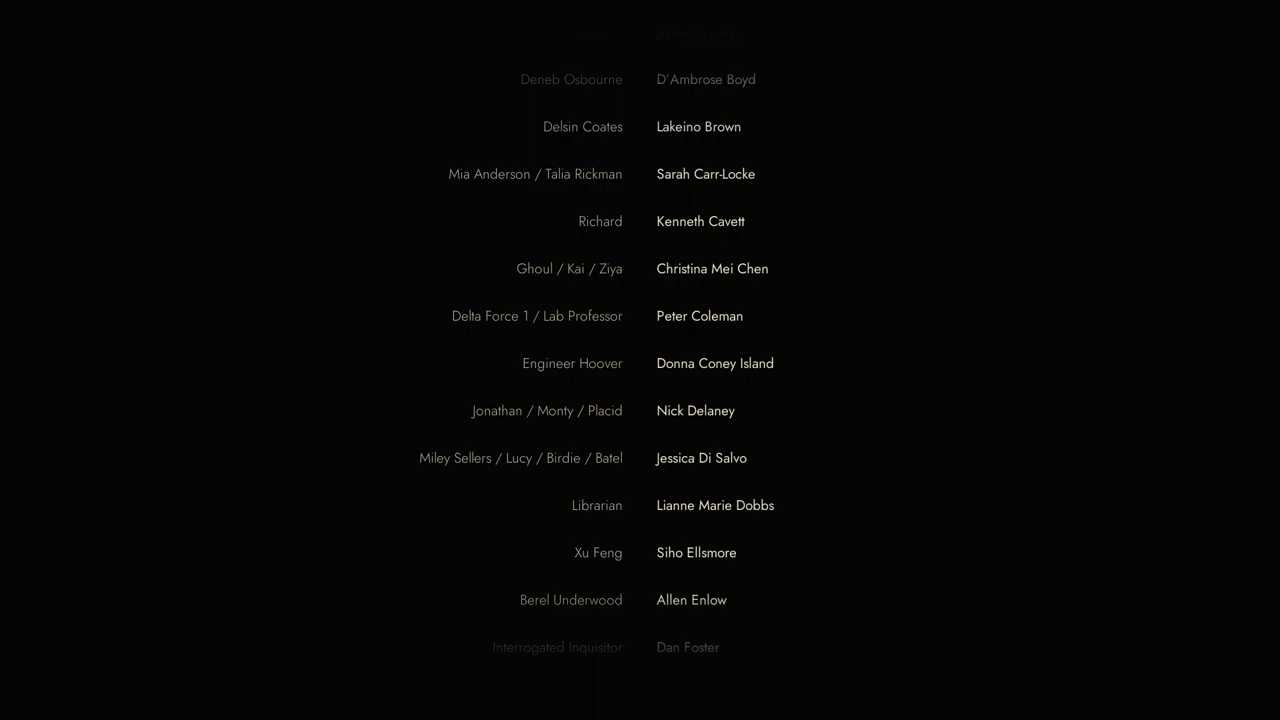 Deneb Osbourne D'Ambrose Boyd
Delsin Coates Lakeino Brown
Mia Anderson / Talia Rickman Sarah Carr-Locke
Richard Kenneth Cavett
Ghoul / Kai / Ziya Christina Mei Chen
Delta Force 1 / Lab Professor Peter Coleman
Engineer Hoover Donna Coney Island
Jonathan / Monty / Placid Nick Delaney
Miley Sellers / Lucy / Birdie / Batel Jessica Di Salvo
Librarian Lianne Marie Dobbs
Xu Feng Siho Ellsmore
Berel Underwood Allen Enlow
Interrogated Inquisitor Dan Foster